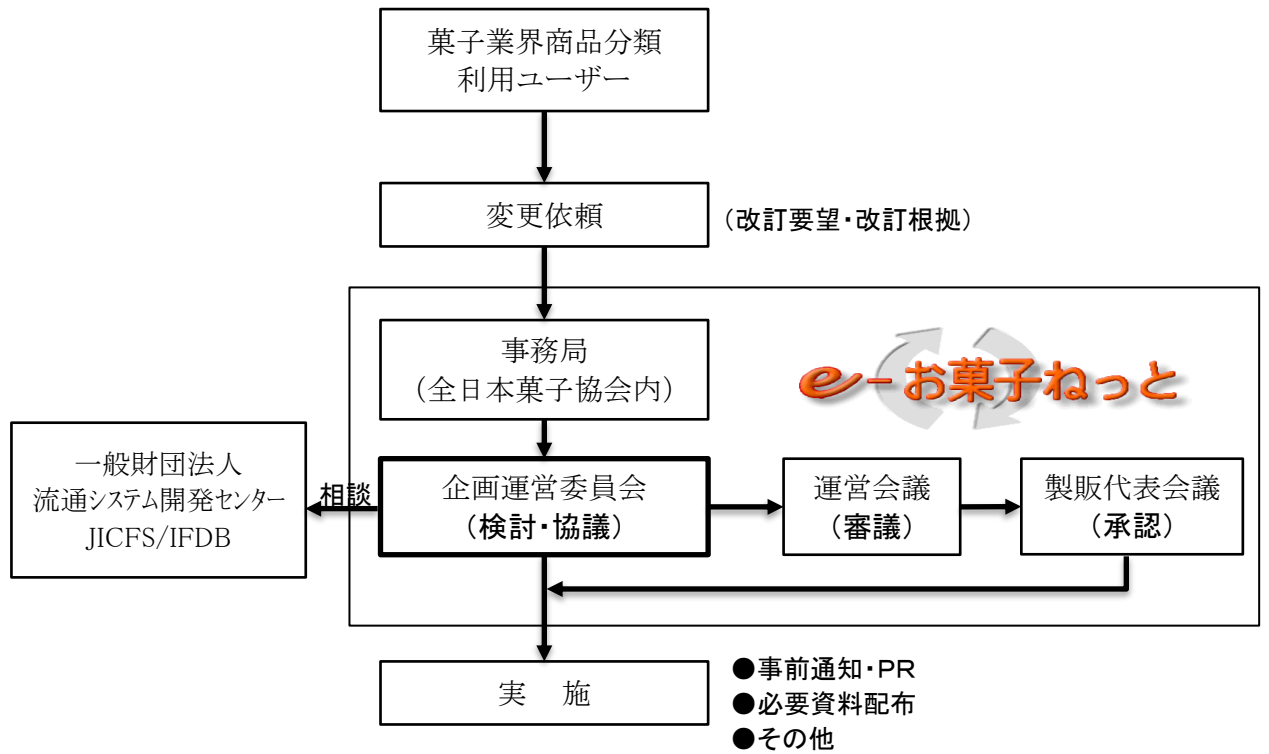 菓子業界商品分類
利用ユーザー
変更依頼
（改訂要望・改訂根拠）
事務局
（全日本菓子協会内）
e-お菓子ねっと
一般財団法人
流通システム開発センター
JICFS/IFDB
相談
企画運営委員会
（検討・協議）
運営会議
（審議）
製販代表会議
（承認）
実　施
●事前通知・PR
●必要資料配布
●その他